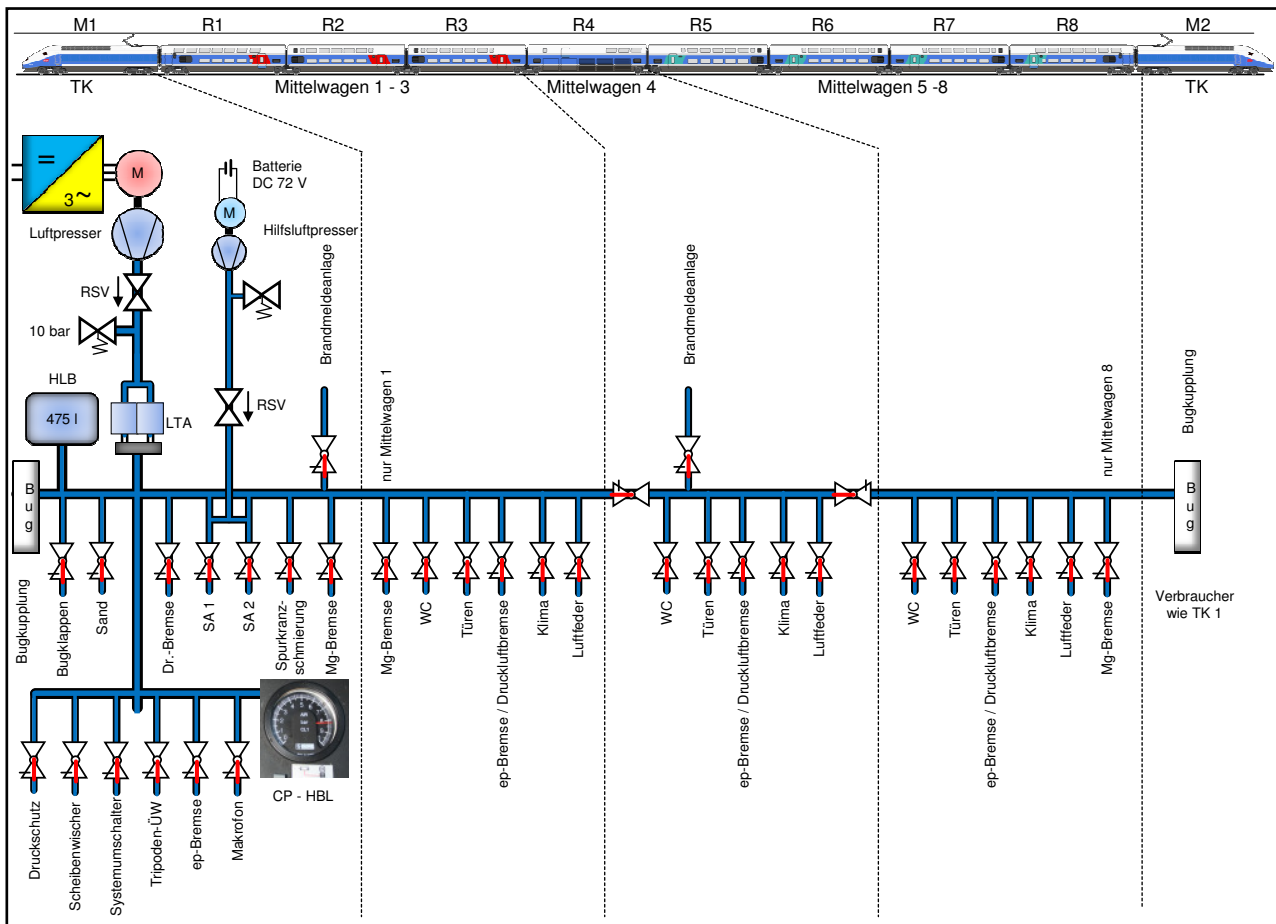 M1 R1 R2 R3 R4 R5 R6 R7 R8 M2
TK Mittelwagen 1 - 3 Mittelwagen 4 Mittelwagen 5 -8 TK
=
3~
M
Batterie
DC 72 V
M
Luftpresser
Hilfsluftpresser
RSV
10 bar
HLB
475 l
LTA
RSV
Brandmeldeanlage
nur Mittelwagen 1
Brandmeldeanlage
nur Mittelwagen 8
Bugkupplung
Bug
Bug
Bugkupplung
Bugklappen
Sand
Dr.-Bremse
SA 1
SA 2
Spurkranz-
schmierung
Mg-Bremse
Mg-Bremse
WC
Türen
ep-Bremse / Druckluftbremse
Klima
Luftfeder
WC
Türen
ep-Bremse / Druckluftbremse
Klima
Luftfeder
WC
Türen
ep-Bremse / Druckluftbremse
Klima
Luftfeder
Mg-Bremse
Verbraucher
wie TK 1
Druckschutz
Scheibenwischer
Systemumschalter
Tripoden-ÜW
ep-Bremse
Makrofon
bar
CP - HBL